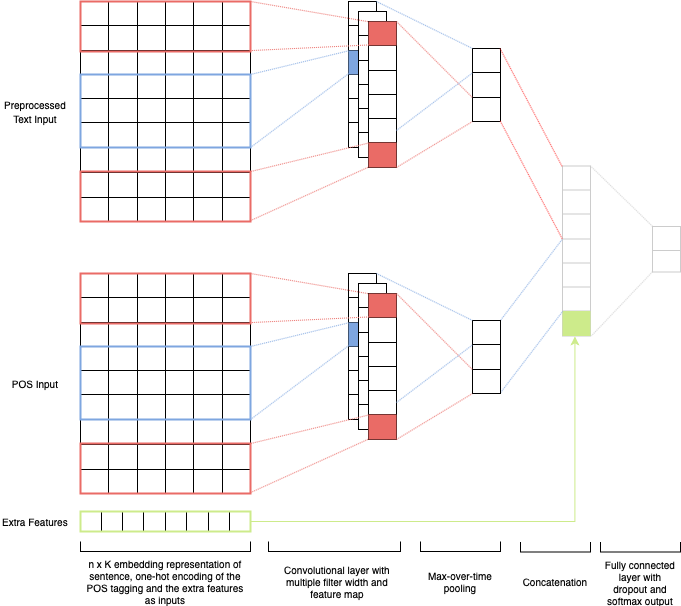 Preprocessed
Text Input
POS Input
Extra Features
n x K embedding representation of
sentence, one-hot encoding of the
POS tagging and the extra features
as inputs
Convolutional layer with
multiple filter width and
feature map
Max-over-time
pooling
Concatenation
Fully connected
layer with
dropout and
softmax output